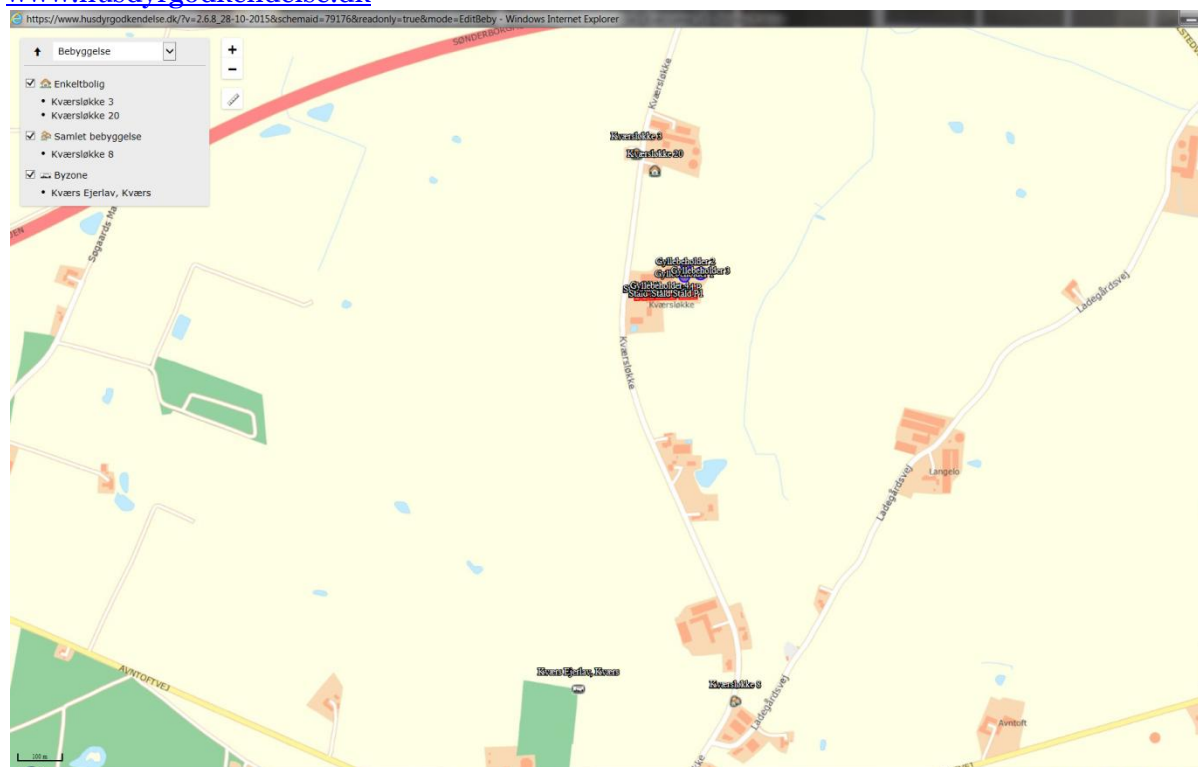 www.husdyrgodkendelse.dk
https://www.husdyrgodkendelse.dk/?v=2.6.8_28-10-2015&schemaid=79176&readonly=true&mode=EditBeby - Windows Internet Explorer
Bebyggelse
+
-
Enkeltbolig
• Kværsløkke 3
• Kværsløkke 20
Samlet bebyggelse
• Kværsløkke 8
Byzone
• Kværs Ejerlav, Kværs
Kværsløkke
Kværsløkke 3
Kværsløkke 20
Gyllebeholder 2
Gyllebeholder 3
Kværsløkke
Kværsløkke
Ladegårdsvej
Langelo
Ladegårdsvej
AVNTOFTVEJ
Kværs Ejerlav, Kværs
Kværsløkke 8
Ladegårdsvej
Avntoft
100 m